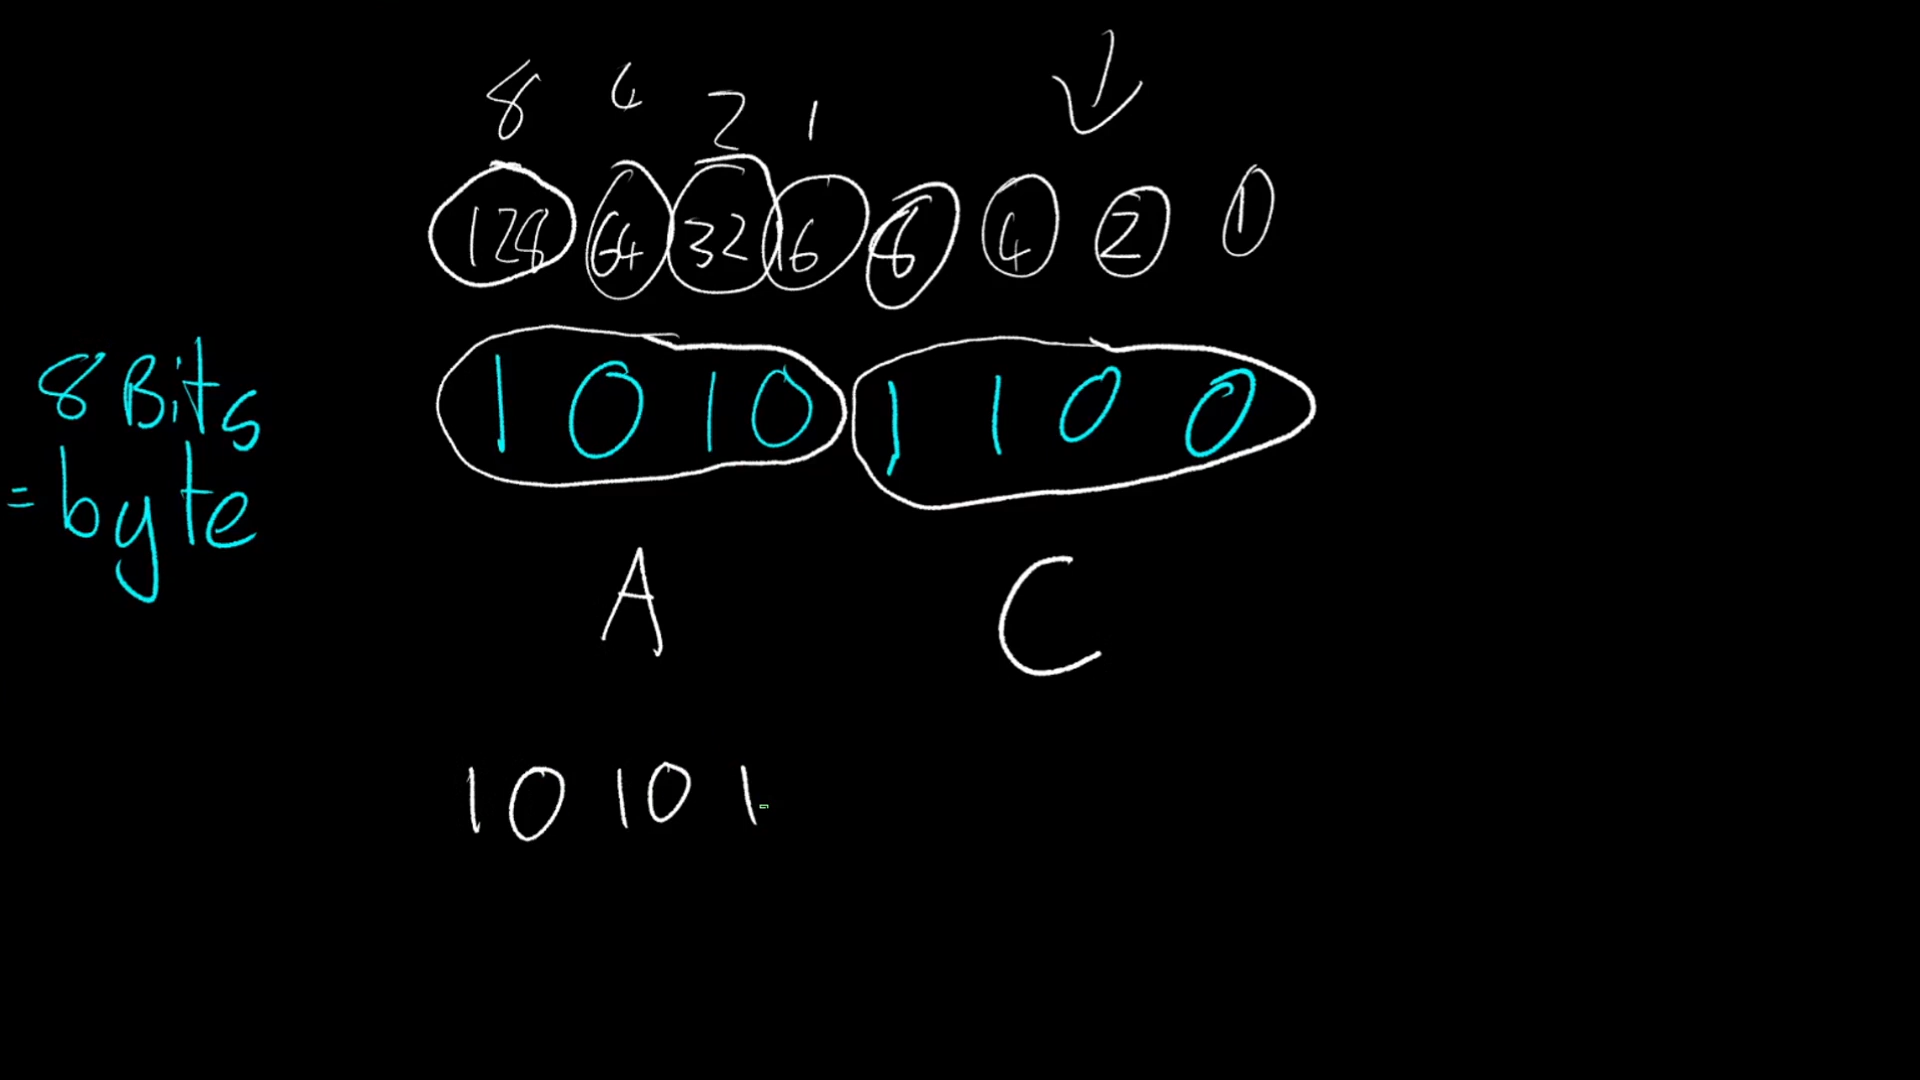 8 4 2 1
128 64 32 16 8 4 2 1
8 Bits
1 0 1 0 1 1 0 0
= byte
A C
1 0 1 0 1